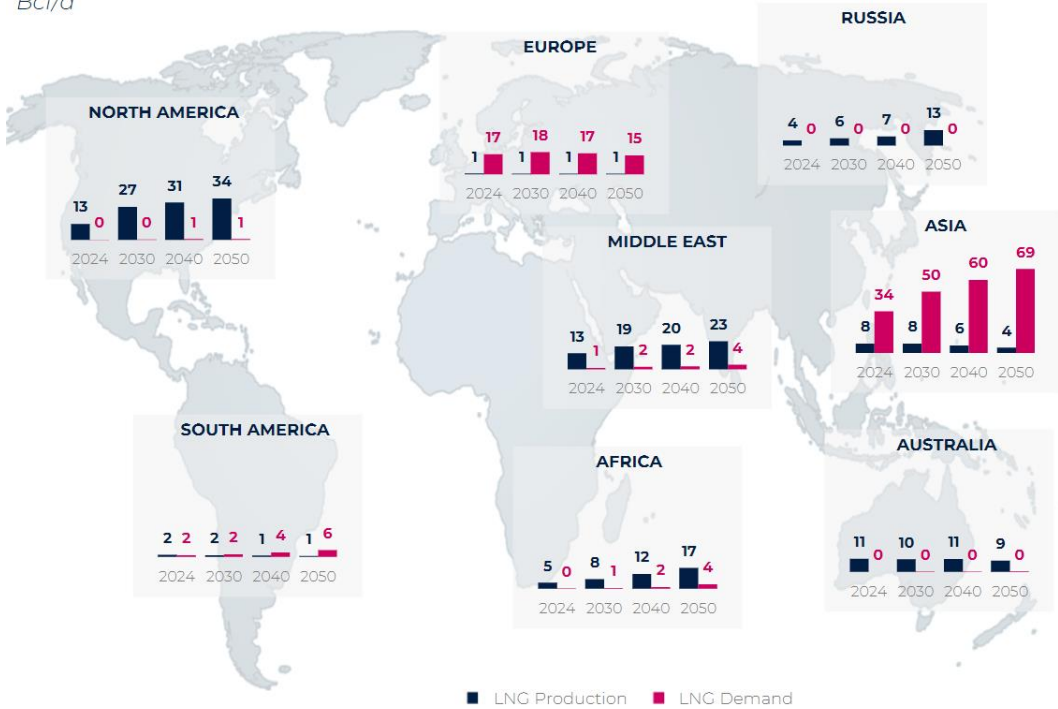 Bcf/d
RUSSIA
4 0 6 0 7 0 13 0
2024 2030 2040 2050
EUROPE
1 17 1 18 1 17 1 15
2024 2030 2040 2050
NORTH AMERICA
13 0 27 0 31 1 34 1
2024 2030 2040 2050
MIDDLE EAST
13 1 19 2 20 2 23 4
2024 2030 2040 2050
ASIA
8 34 8 50 6 60 4 69
2024 2030 2040 2050
SOUTH AMERICA
2 2 2 2 1 4 1 6
2024 2030 2040 2050
AFRICA
5 0 8 1 12 2 17 4
2024 2030 2040 2050
AUSTRALIA
11 0 10 0 11 0 9 0
2024 2030 2040 2050
LNG Production LNG Demand